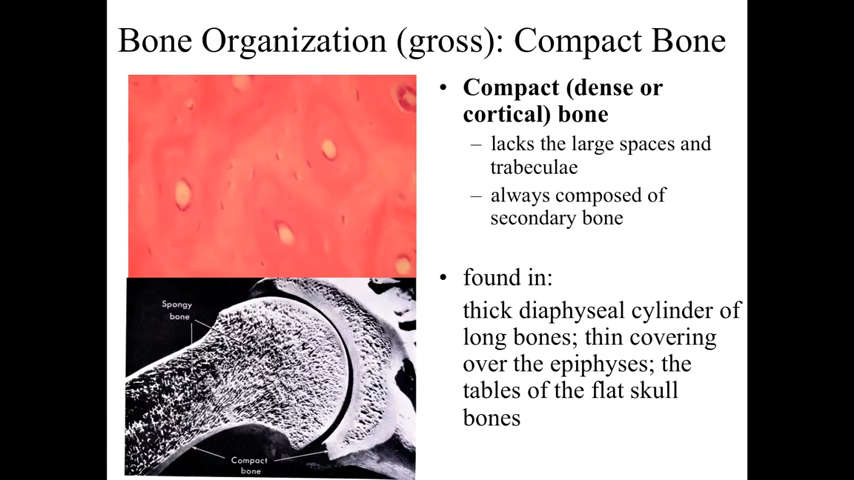 Bone Organization (gross): Compact Bone
• Compact (dense or
cortical) bone
– lacks the large spaces and
trabeculae
– always composed of
secondary bone
• found in:
thick diaphyseal cylinder of
long bones; thin covering
over the epiphyses; the
tables of the flat skull
bones
Spongy
bone
Compact
bone